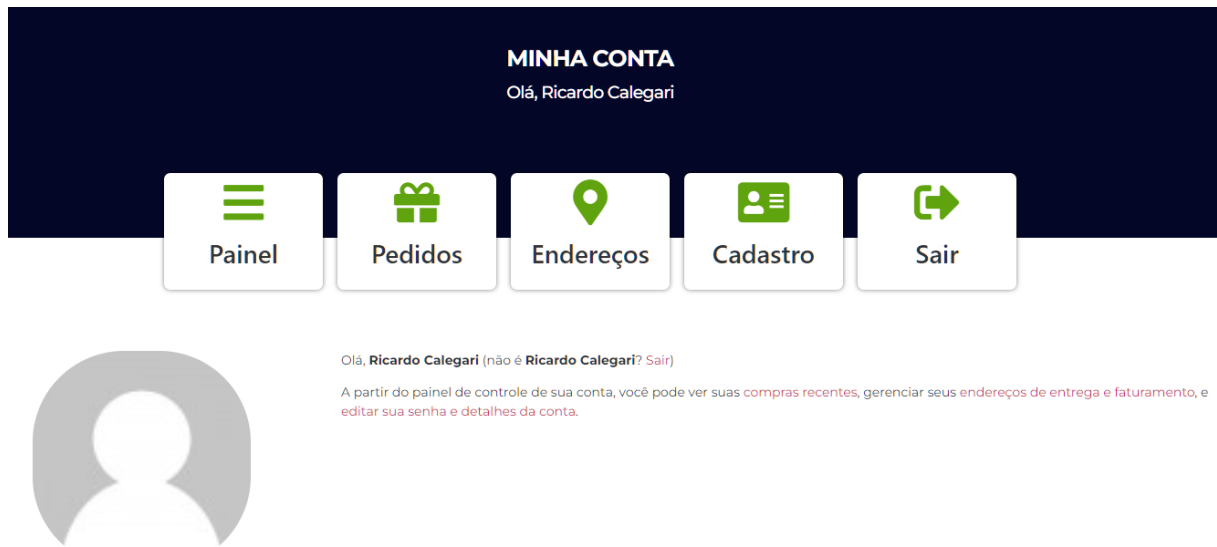 MINHA CONTA
Olá, Ricardo Calegari
Painel
Pedidos
Endereços
Cadastro
Sair
Olá, Ricardo Calegari (não é Ricardo Calegari? Sair)
A partir do painel de controle de sua conta, você pode ver suas compras recentes, gerenciar seus endereços de entrega e faturamento, e
editar sua senha e detalhes da conta.